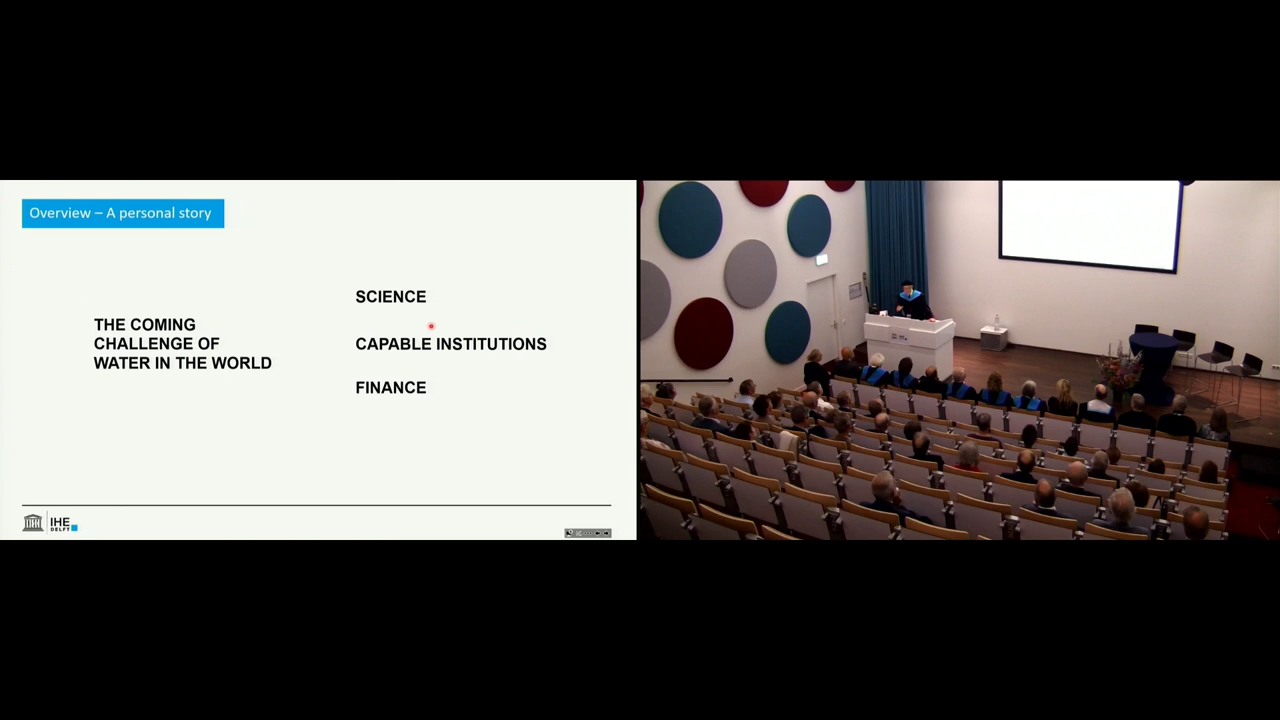 Overview – A personal story
SCIENCE
THE COMING
CHALLENGE OF
WATER IN THE WORLD
CAPABLE INSTITUTIONS
FINANCE
IHE
DELFT